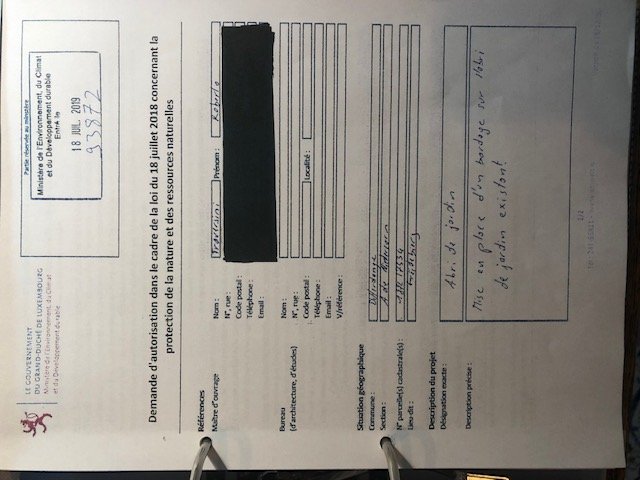 LE GOUVERNEMENT
DU GRAND-DUCHÉ DE LUXEMBOURG
Ministère de l'Environnement, du Climat
et du Développement durable
Partie réservée au ministère
Ministère de l'Environnement, du Climat
et du Développement durable
Entré le
18 JUIL. 2019
93872
Demande d'autorisation dans le cadre de la loi du 18 juillet 2018 concernant la
protection de la nature et des ressources naturelles
Références
Maître d'ouvrage
Nom : Prénom : Roberto
N°, rue :
Code postal :
Téléphone :
Email :
Bureau
(d'architecture, d'études)
Nom :
N°, rue :
Code postal : Localité :
Téléphone :
Email :
V/référence :
Situation géographique
Commune : Differdange
Section :
N° parcelle(s) cadastrale(s) :
Lieu-dit :
Description du projet
Désignation exacte : Abri de jardin
Description précise : Mise en place d'un bardage sur l'abri
de jardin existant
1/2